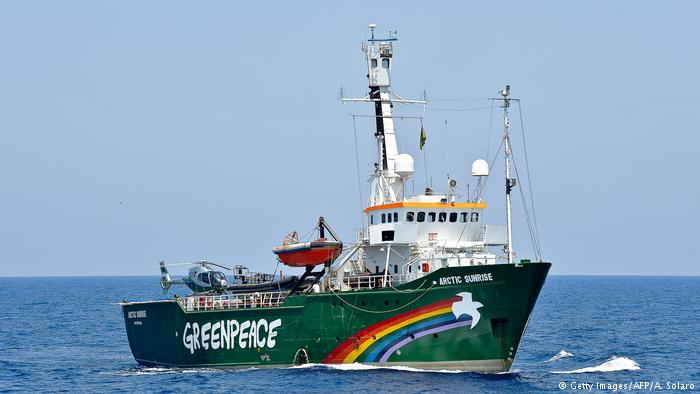 ARCTIC SUNRISE
ARCTIC SUNRISE
GREENPEACE
© Getty Images/AFP/A. Solaro